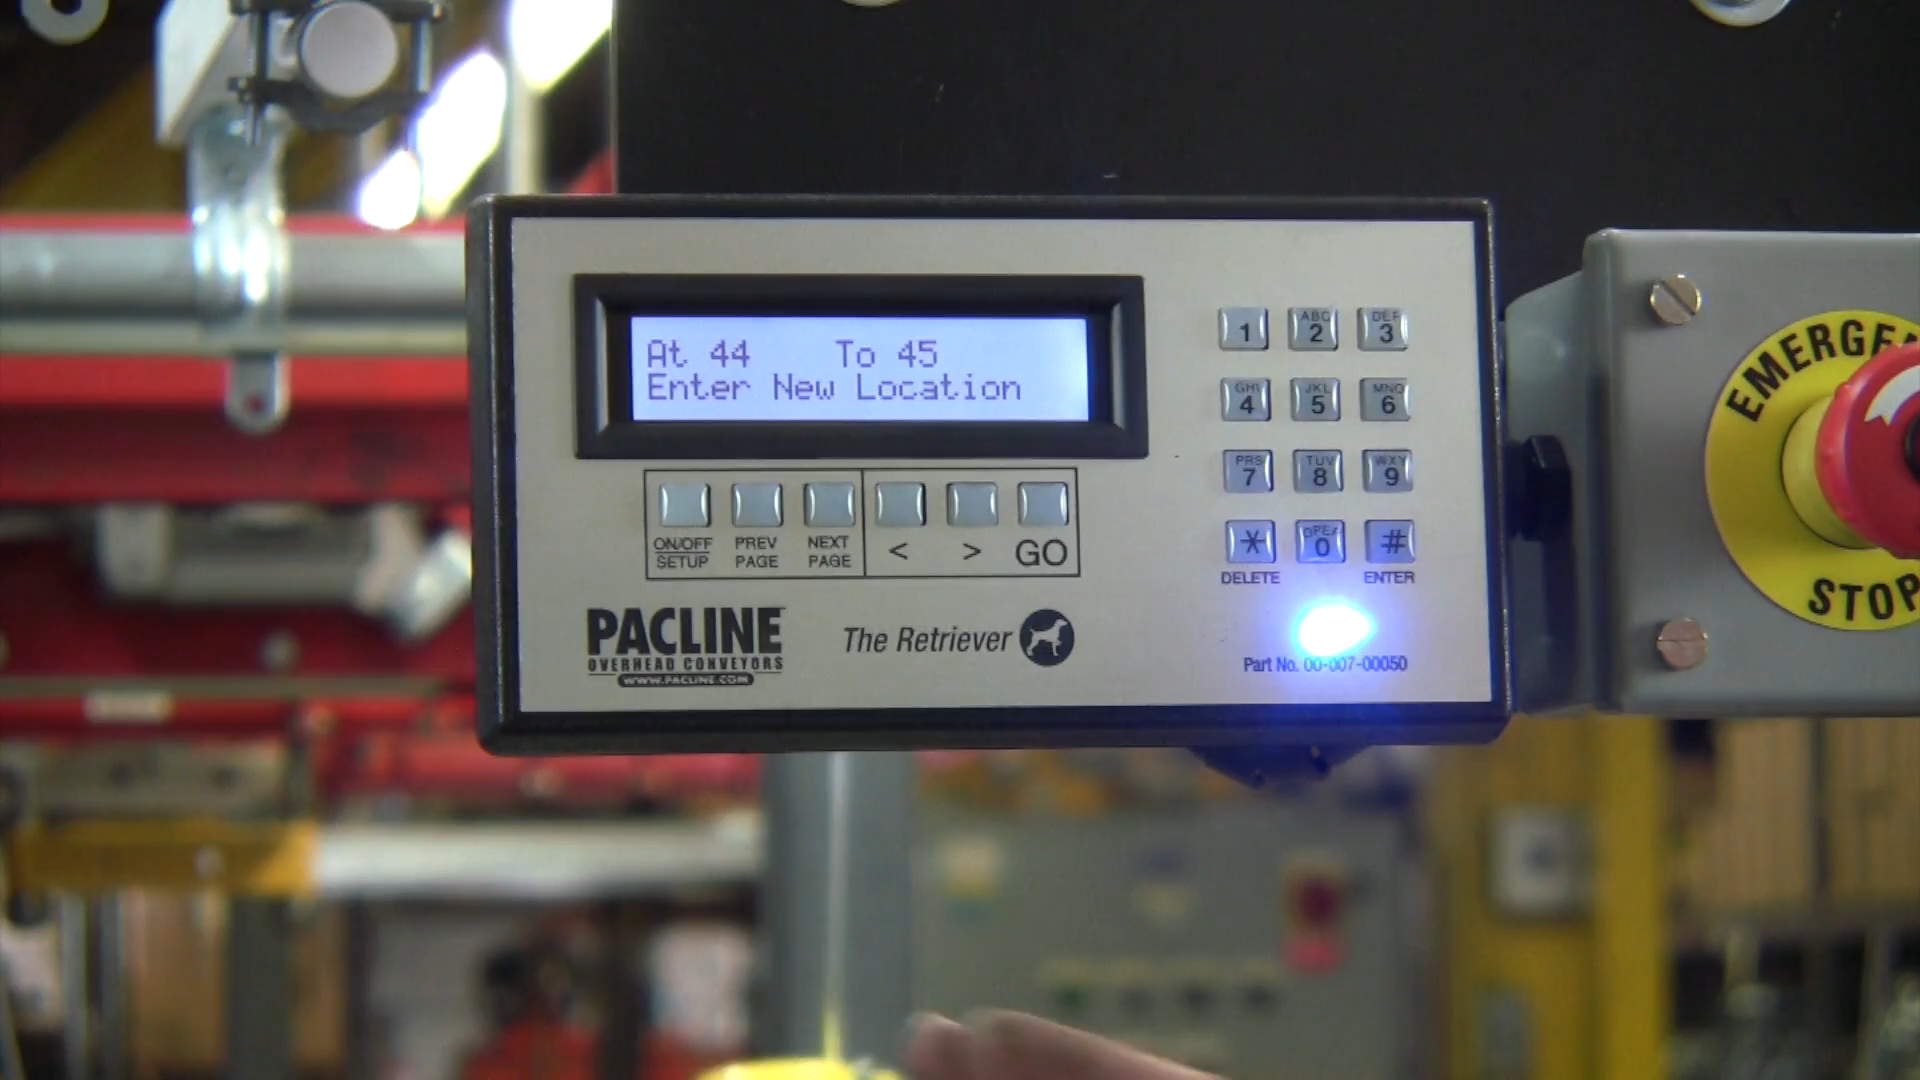 At 44 To 45
Enter New Location
ON/OFF
SETUP
PREV
PAGE
NEXT
PAGE
<
>
GO
1
ABC
2
DEF
3
GHI
4
JKL
5
MNO
6
PRS
7
TUV
8
WXY
9
*
DELETE
OPER
0
#
ENTER
PACLINE
OVERHEAD CONVEYORS
WWW.PACLINE.COM
The Retriever
Part No. 00-007-00050
STOP